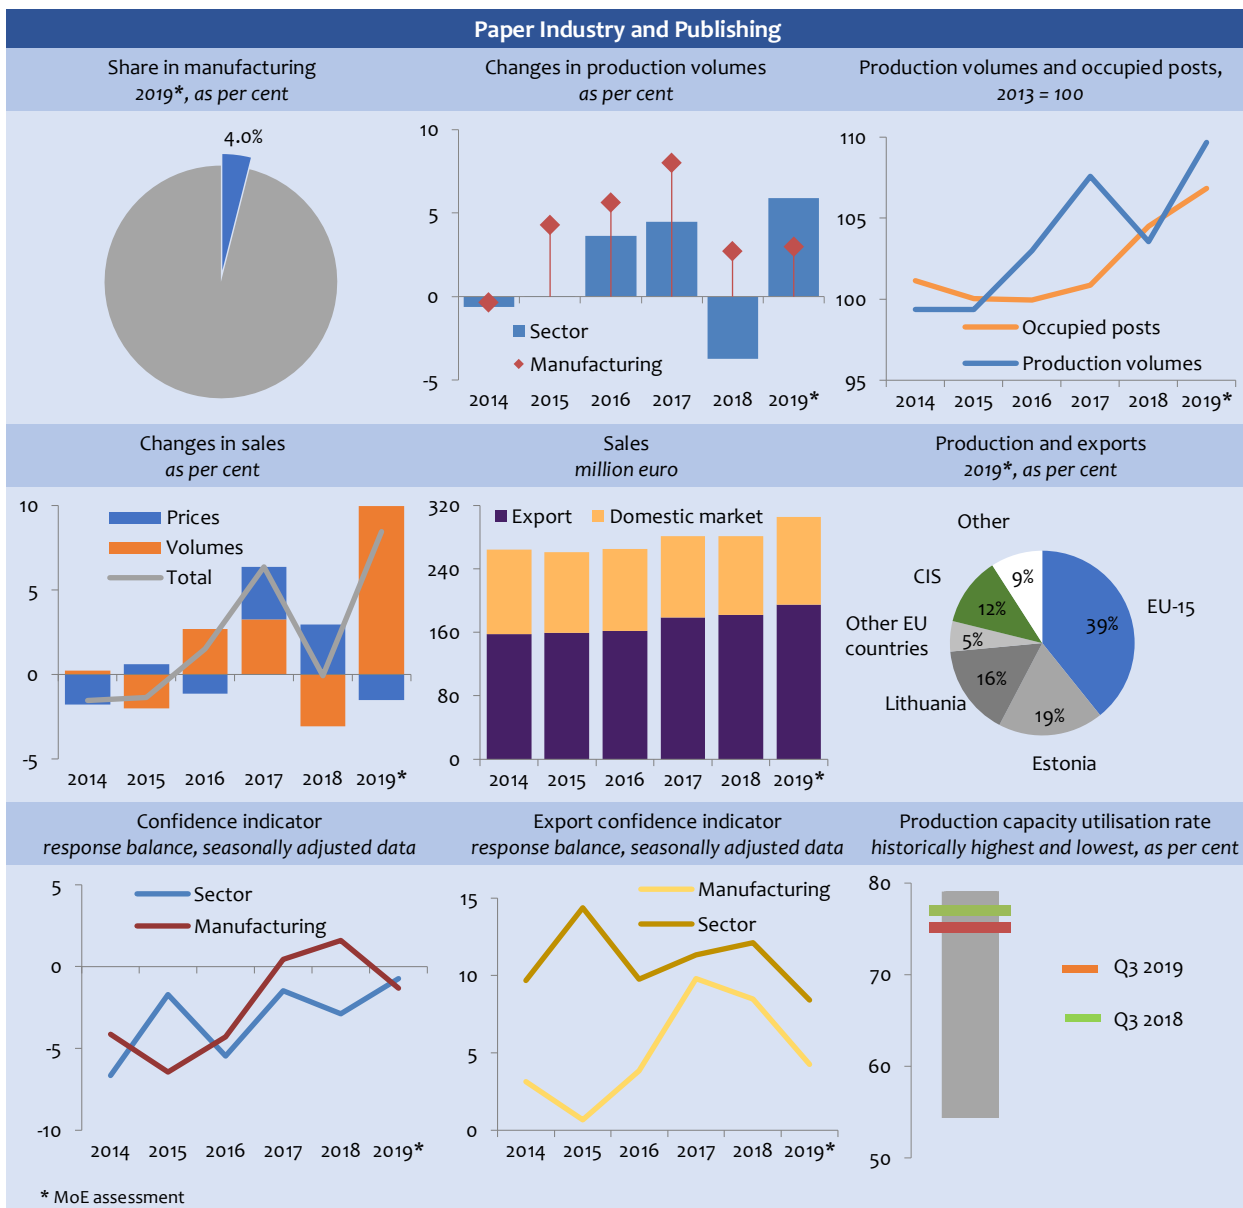 Paper Industry and Publishing
Share in manufacturing
2019*, as per cent
4.0%
Changes in production volumes
as per cent
10
5
0
-5
Sector
Manufacturing
2014 2015 2016 2017 2018 2019*
Production volumes and occupied posts,
2013 = 100
110
105
100
95
Occupied posts
Production volumes
2014 2015 2016 2017 2018 2019*
Changes in sales
as per cent
10
5
0
-5
Prices
Volumes
Total
2014 2015 2016 2017 2018 2019*
Sales
million euro
320
240
160
80
0
Export Domestic market
2014 2015 2016 2017 2018 2019*
Production and exports
2019*, as per cent
Other
9%
CIS
12%
EU-15
39%
Other EU
countries
5%
16%
Lithuania
19%
Estonia
Confidence indicator
response balance, seasonally adjusted data
5
0
-5
-10
Sector
Manufacturing
2014 2015 2016 2017 2018 2019*
Export confidence indicator
response balance, seasonally adjusted data
15
10
5
0
Manufacturing
Sector
2014 2015 2016 2017 2018 2019*
Production capacity utilisation rate
historically highest and lowest, as per cent
80
70
60
50
Q3 2019
Q3 2018
* MoE assessment